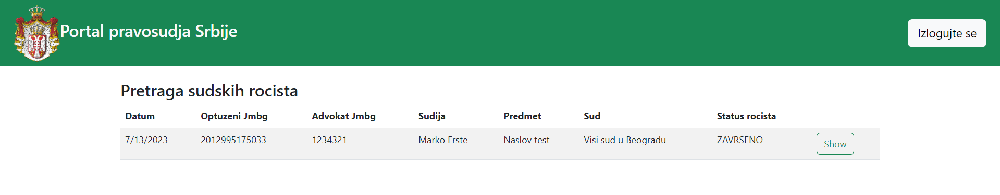 Portal pravosudja Srbije
Izlogujte se
Pretraga sudskih rocista
Datum Optuzeni Jmbg Advokat Jmbg Sudija Predmet Sud Status rocista
7/13/2023 2012995175033 1234321 Marko Erste Naslov test Visi sud u Beogradu ZAVRSENO Show